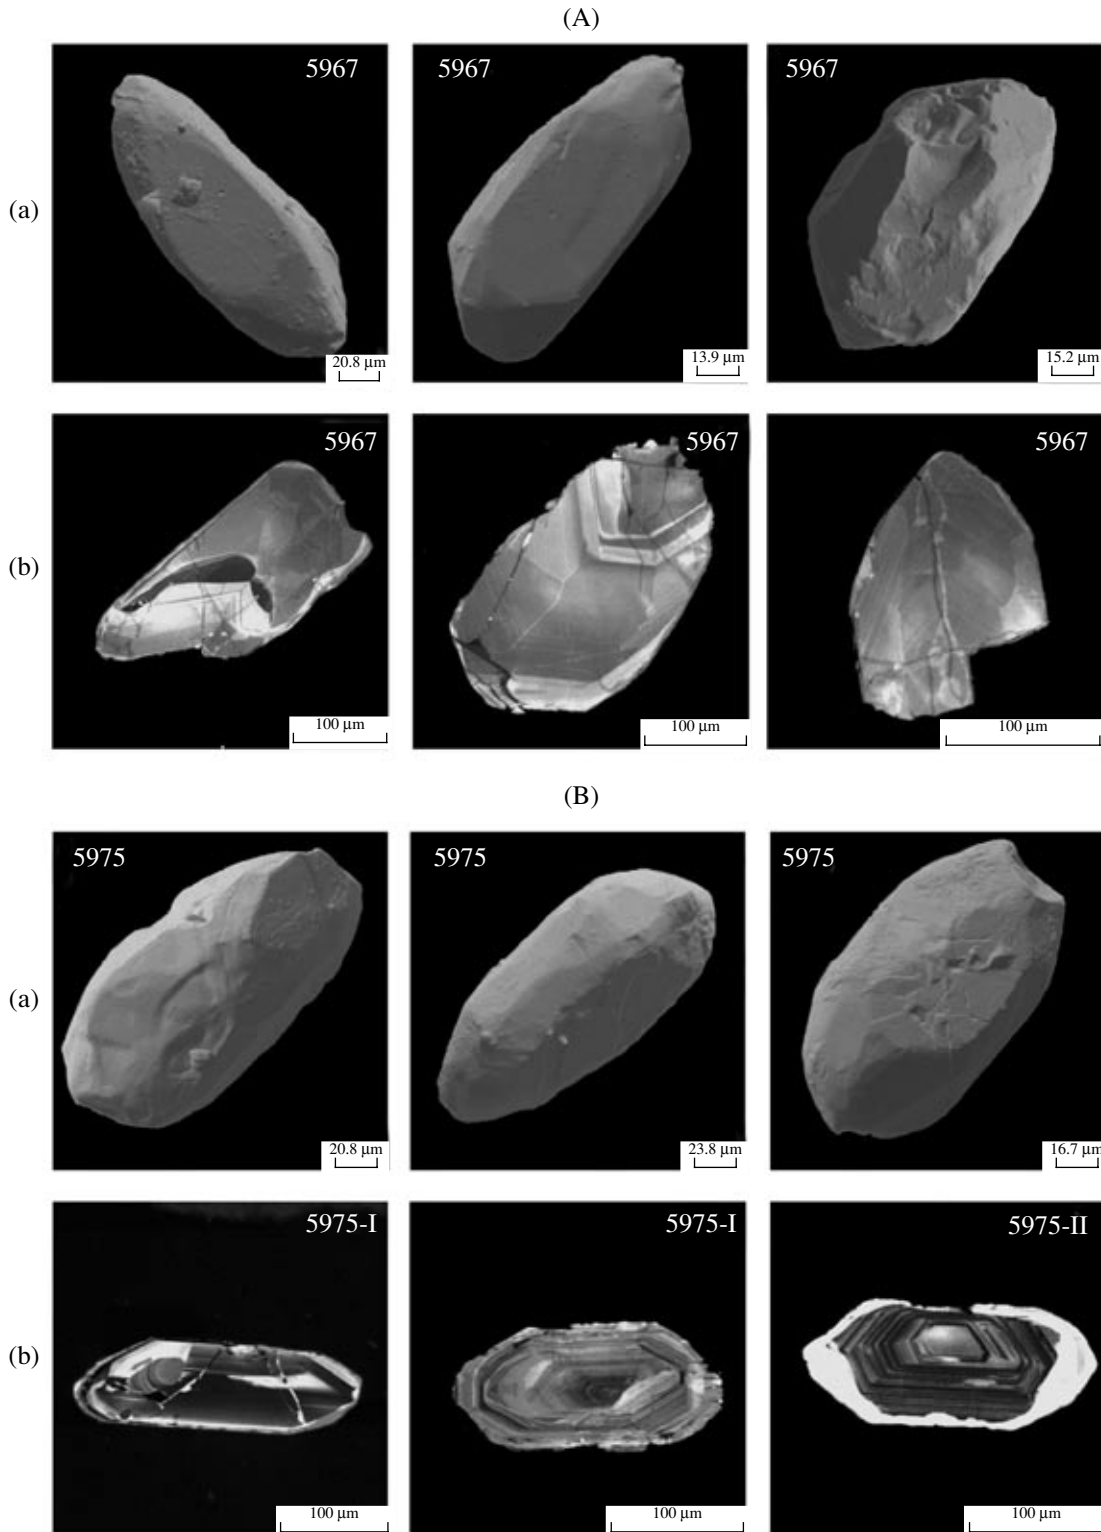 (A)
5967
5967
5967
(a)
20.8 µm
13.9 µm
15.2 µm
5967
5967
5967
(b)
100 µm
100 µm
100 µm
(B)
5975
5975
5975
(a)
20.8 µm
23.8 µm
16.7 µm
5975-I
5975-I
5975-II
(b)
100 µm
100 µm
100 µm